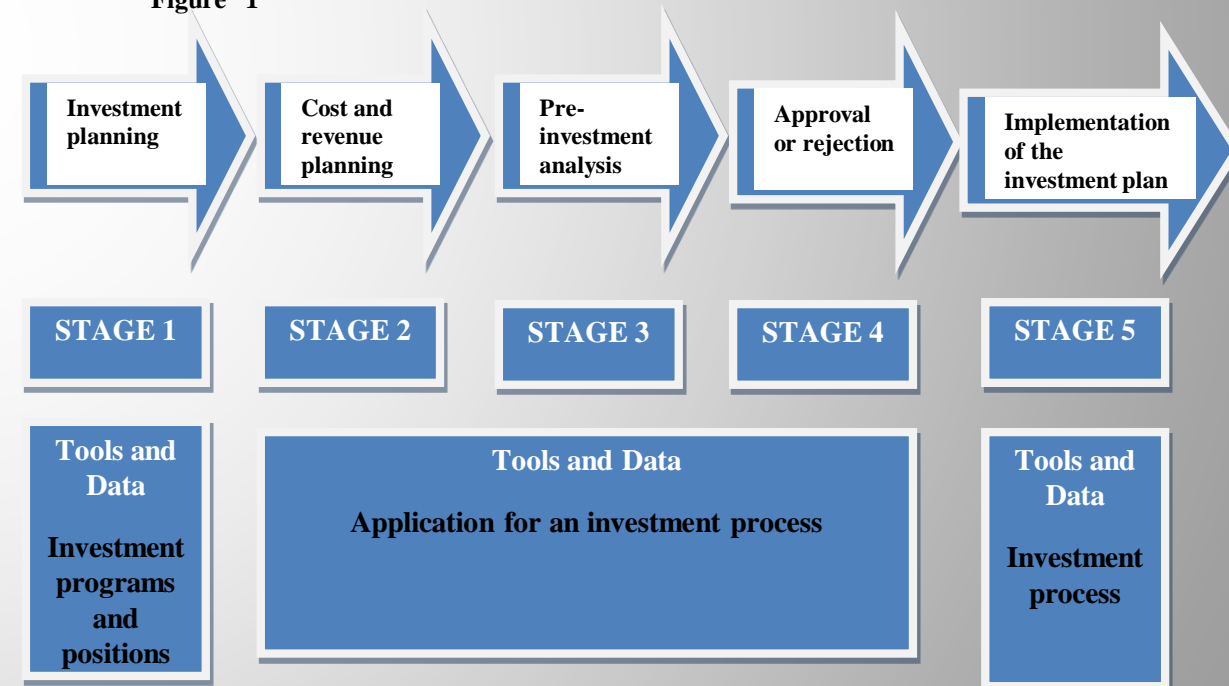 Figure 1
Investment
planning
Cost and
revenue
planning
Pre-
investment
analysis
Approval
or rejection
Implementation
of the
investment plan
STAGE 1
STAGE 2
STAGE 3
STAGE 4
STAGE 5
Tools and
Data
Investment
programs
and
positions
Tools and Data
Application for an investment process
Tools and
Data
Investment
process